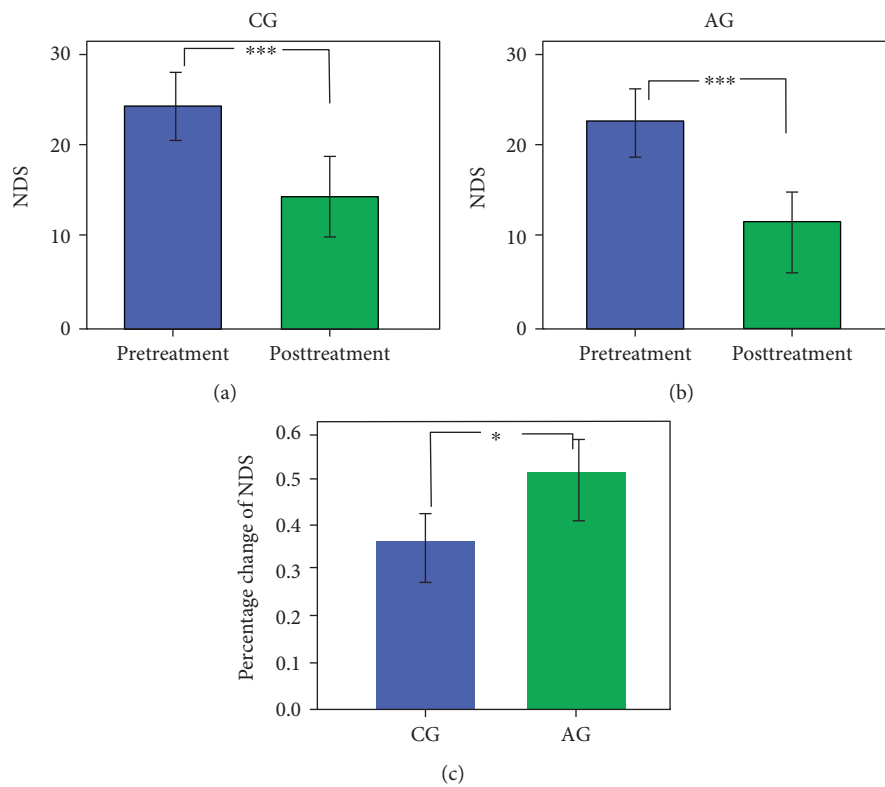 CG
30
20
10
0
NDS
***
Pretreatment
Posttreatment
(a)
AG
30
20
10
0
NDS
***
Pretreatment
Posttreatment
(b)
0.6
0.5
0.4
0.3
0.2
0.1
0.0
Percentage change of NDS
*
CG
AG
(c)